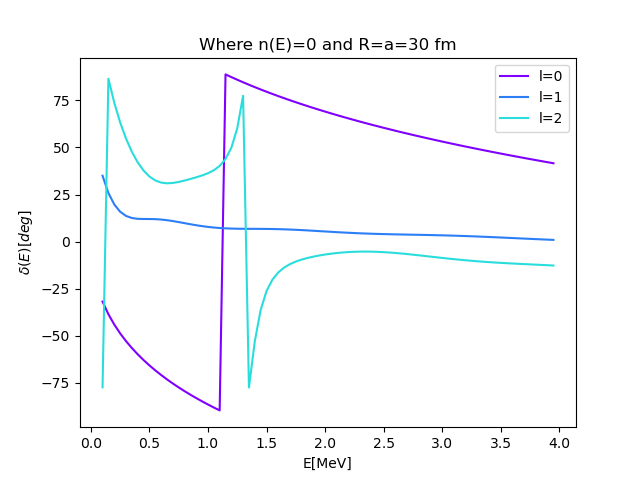 Where n(E)=0 and R=a=30 fm
l=0
l=1
l=2
75
50
25
0
−25
−50
−75
δ(E)[deg]
0.0 0.5 1.0 1.5 2.0 2.5 3.0 3.5 4.0
E[MeV]